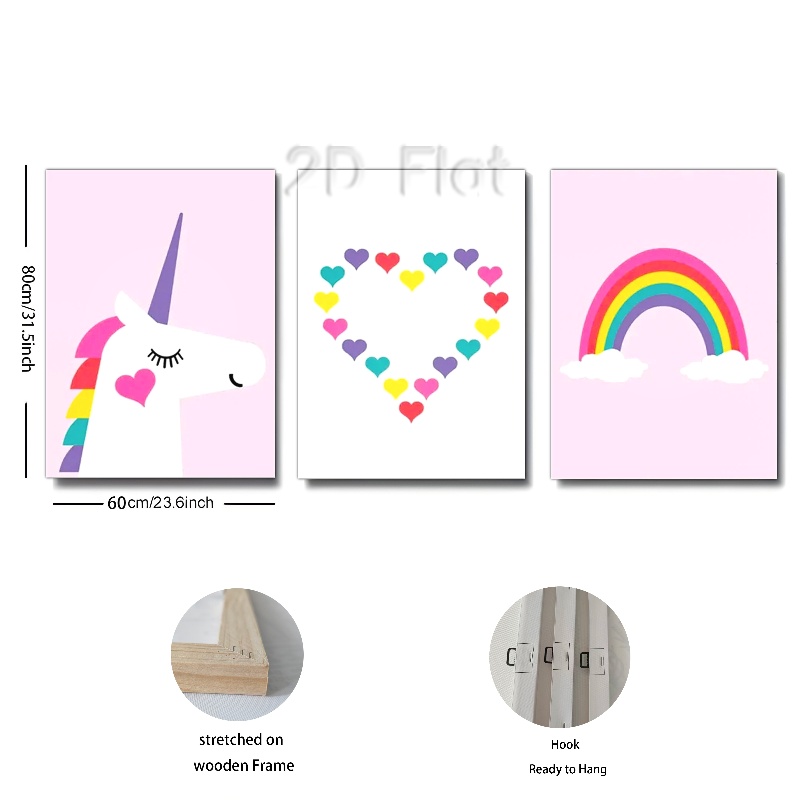 2D Flat
80cm/31.5inch
60cm/23.6inch
stretched on
wooden Frame
Hook
Ready to Hang